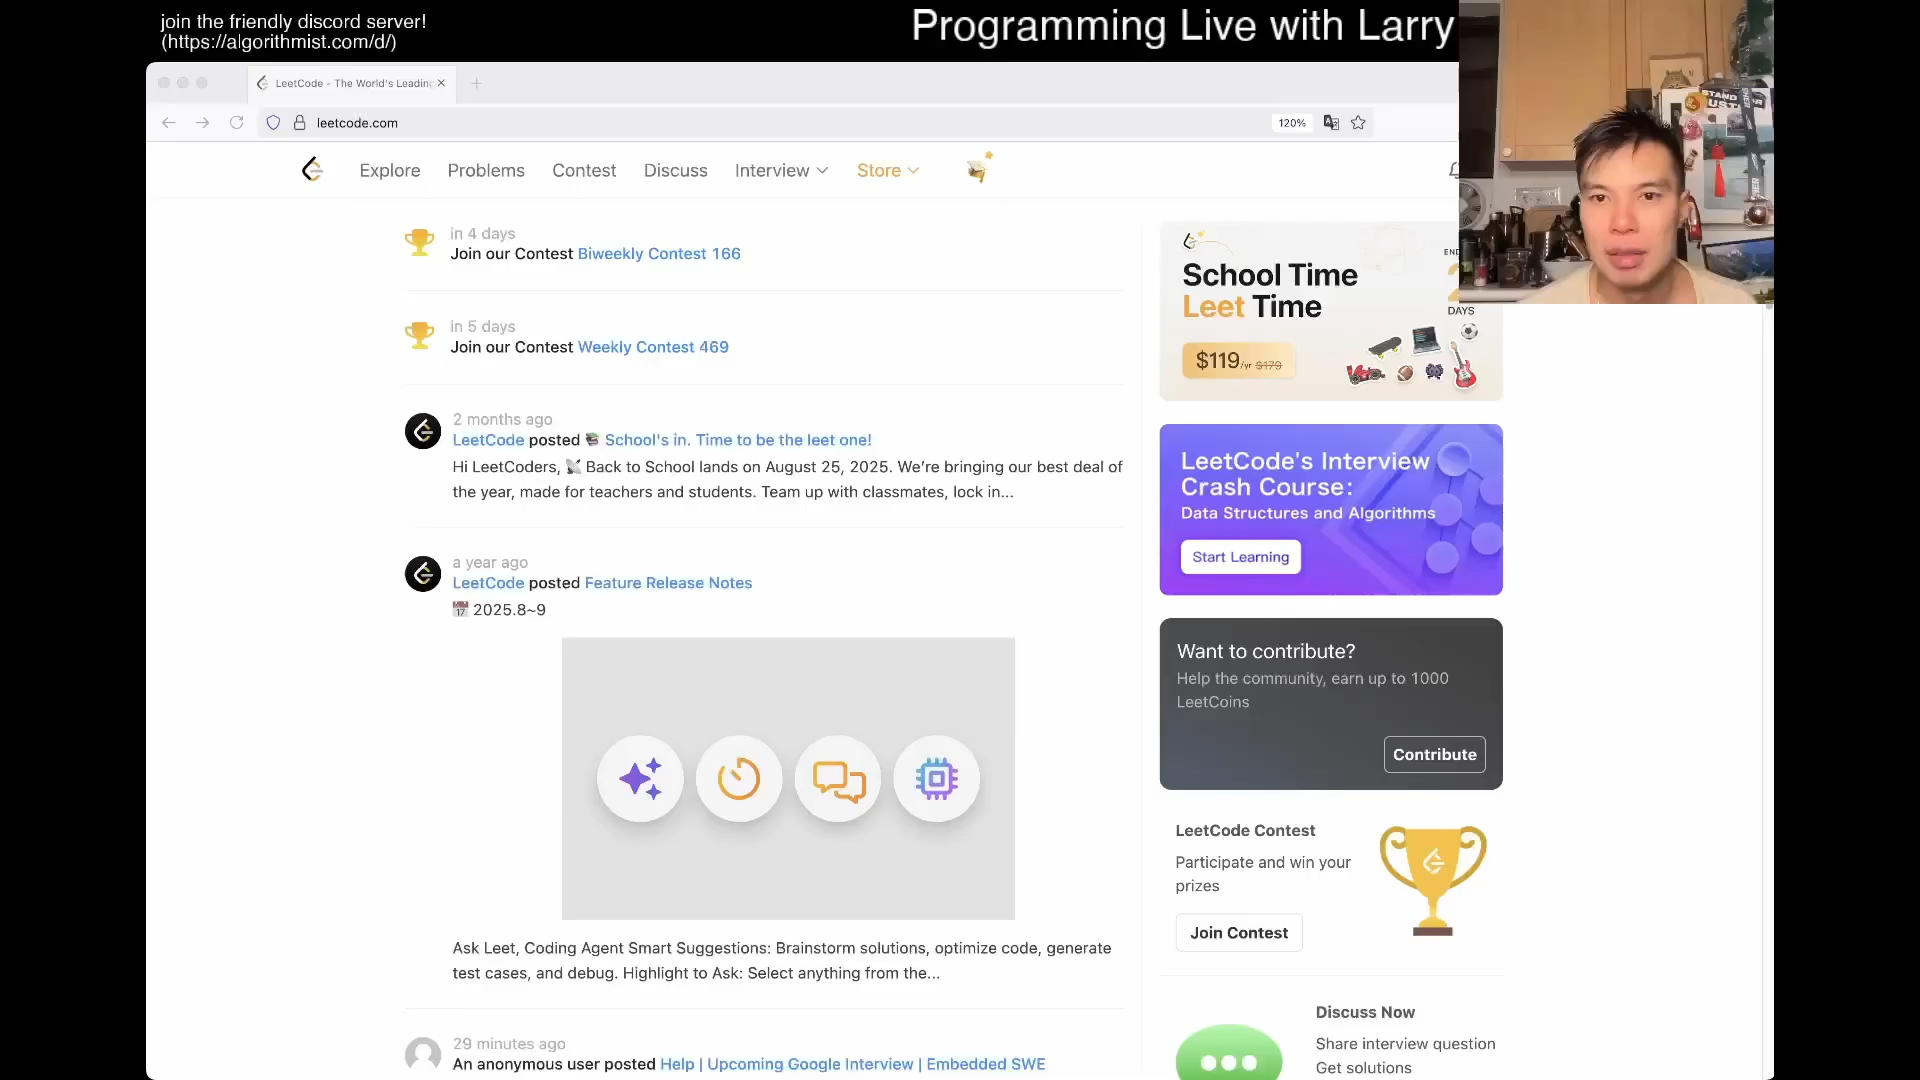 join the friendly discord server!
(https://algorithmist.com/d/)
Programming Live with Larry
LeetCode - The World's Leading
leetcode.com
120%
Explore
Problems
Contest
Discuss
Interview
Store
in 4 days
Join our Contest Biweekly Contest 166
in 5 days
Join our Contest Weekly Contest 469
2 months ago
LeetCode posted 📚 School's in. Time to be the leet one!
Hi LeetCoders, 🚀 Back to School lands on August 25, 2025. We’re bringing our best deal of
the year, made for teachers and students. Team up with classmates, lock in...
a year ago
LeetCode posted Feature Release Notes
📅 2025.8~9
Ask Leet, Coding Agent Smart Suggestions: Brainstorm solutions, optimize code, generate
test cases, and debug. Highlight to Ask: Select anything from the...
29 minutes ago
An anonymous user posted Help | Upcoming Google Interview | Embedded SWE
School Time
Leet Time
$119/yr $179
DAYS
LeetCode's Interview
Crash Course:
Data Structures and Algorithms
Start Learning
Want to contribute?
Help the community, earn up to 1000
LeetCoins
Contribute
LeetCode Contest
Participate and win your
prizes
Join Contest
Discuss Now
Share interview question
Get solutions